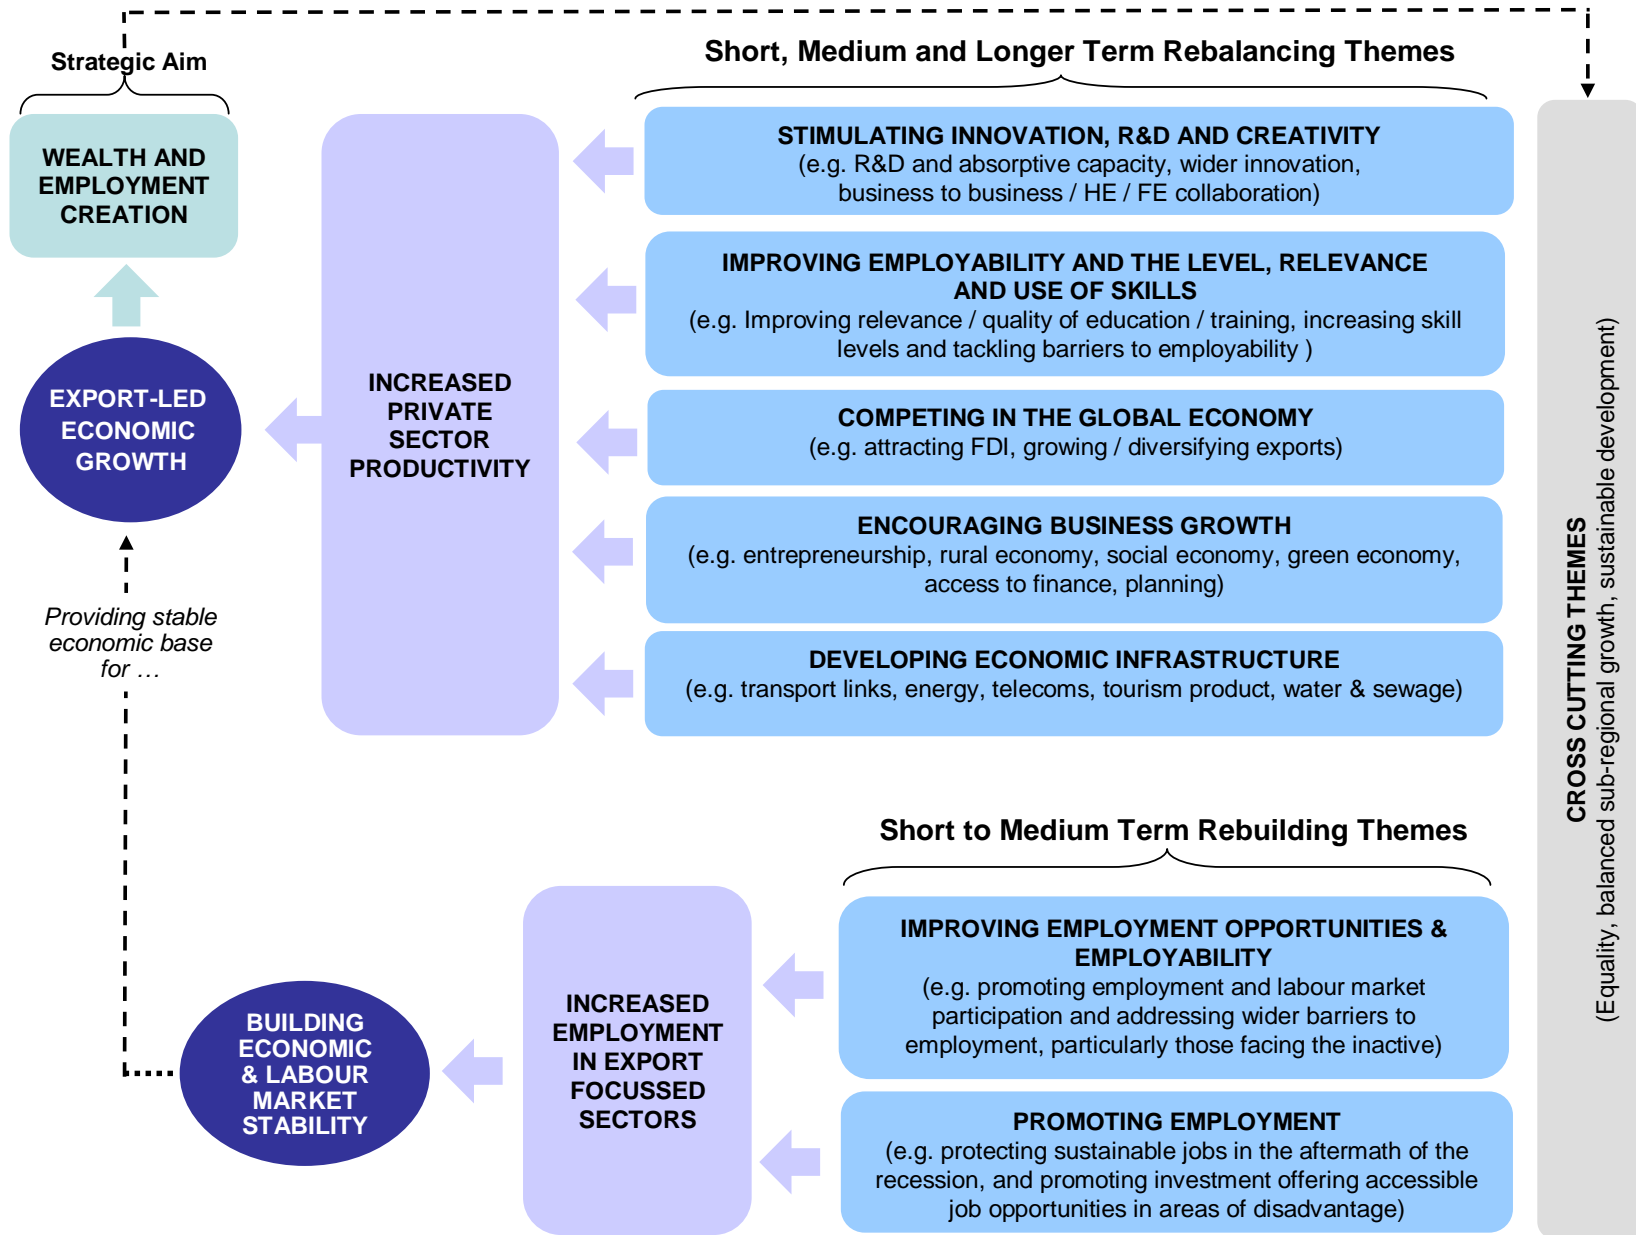 Strategic Aim
WEALTH AND
EMPLOYMENT
CREATION
EXPORT-LED
ECONOMIC
GROWTH
Providing stable
economic base
for …
BUILDING
ECONOMIC
& LABOUR
MARKET
STABILITY
INCREASED
PRIVATE
SECTOR
PRODUCTIVITY
Short, Medium and Longer Term Rebalancing Themes
STIMULATING INNOVATION, R&D AND CREATIVITY
(e.g. R&D and absorptive capacity, wider innovation,
business to business / HE / FE collaboration)
IMPROVING EMPLOYABILITY AND THE LEVEL, RELEVANCE
AND USE OF SKILLS
(e.g. Improving relevance / quality of education / training, increasing skill
levels and tackling barriers to employability )
COMPETING IN THE GLOBAL ECONOMY
(e.g. attracting FDI, growing / diversifying exports)
ENCOURAGING BUSINESS GROWTH
(e.g. entrepreneurship, rural economy, social economy, green economy,
access to finance, planning)
DEVELOPING ECONOMIC INFRASTRUCTURE
(e.g. transport links, energy, telecoms, tourism product, water & sewage)
INCREASED
EMPLOYMENT
IN EXPORT
FOCUSSED
SECTORS
Short to Medium Term Rebuilding Themes
IMPROVING EMPLOYMENT OPPORTUNITIES &
EMPLOYABILITY
(e.g. promoting employment and labour market
participation and addressing wider barriers to
employment, particularly those facing the inactive)
PROMOTING EMPLOYMENT
(e.g. protecting sustainable jobs in the aftermath of the
recession, and promoting investment offering accessible
job opportunities in areas of disadvantage)
CROSS CUTTING THEMES
(Equality, balanced sub-regional growth, sustainable development)